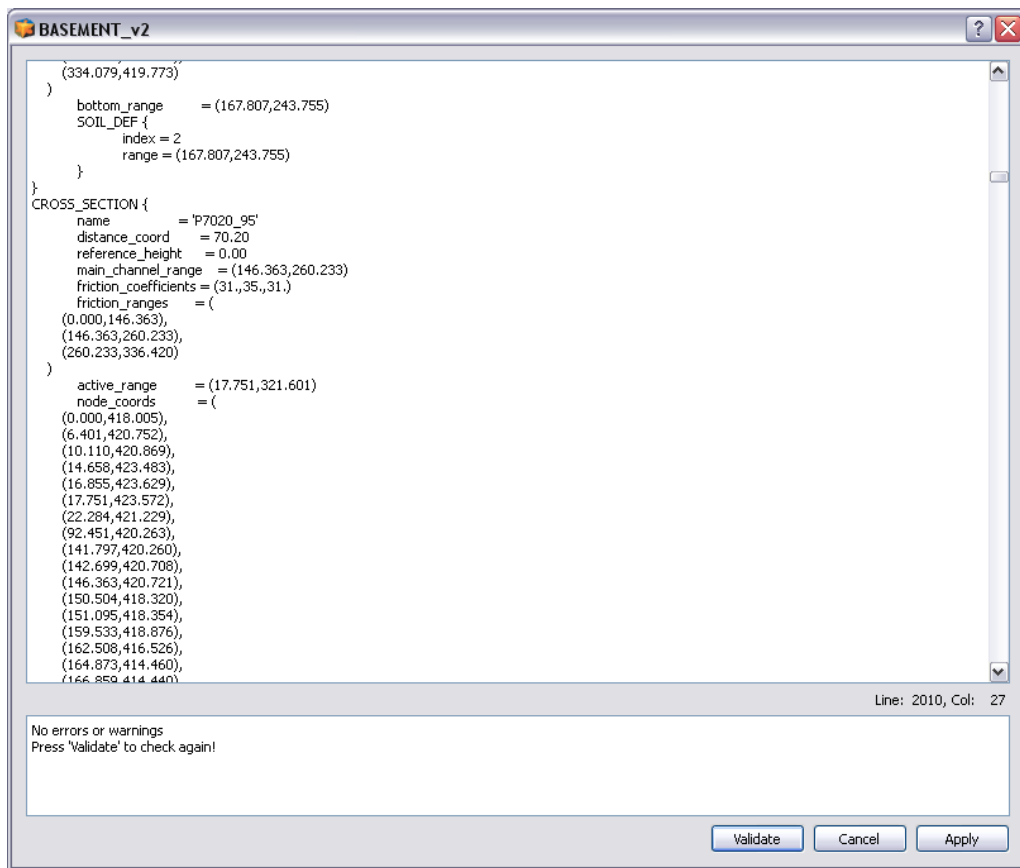 BASEMENT_v2
(334.079,419.773)
)
bottom_range = (167.807,243.755)
SOIL_DEF {
index = 2
range = (167.807,243.755)
}
}
CROSS_SECTION {
name = 'P7020_95'
distance_coord = 70.20
reference_height = 0.00
main_channel_range = (146.363,260.233)
friction_coefficients = (31.,35.,31.)
friction_ranges = (
(0.000,146.363),
(146.363,260.233),
(260.233,336.420)
)
active_range = (17.751,321.601)
node_coords = (
(0.000,418.005),
(6.401,420.752),
(10.110,420.869),
(14.658,423.483),
(16.855,423.629),
(17.751,423.572),
(22.284,421.229),
(92.451,420.263),
(141.797,420.260),
(142.699,420.708),
(146.363,420.721),
(150.504,418.320),
(151.095,418.354),
(159.533,418.876),
(162.508,416.526),
(164.873,414.460),
(166.859,414.440)
Line: 2010, Col: 27
No errors or warnings
Press 'Validate' to check again!
Validate Cancel Apply